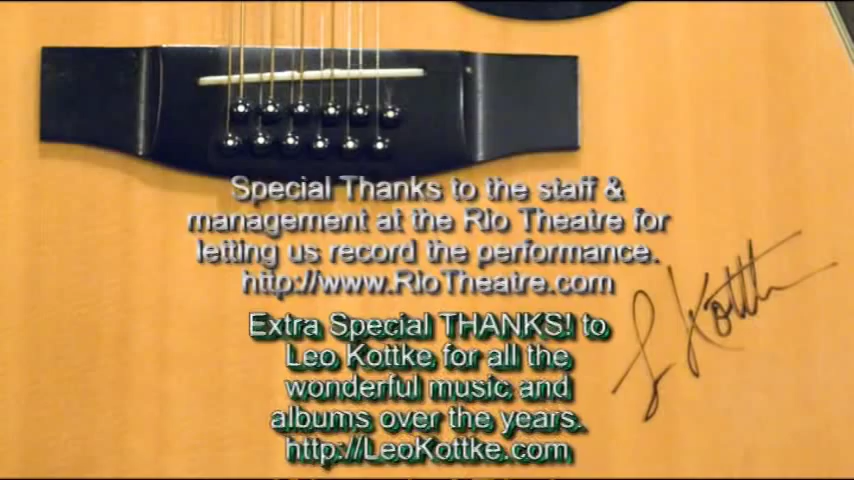 Special Thanks to the staff &
management at the Rio Theatre for
letting us record the performance.
http://www.RioTheatre.com
Extra Special THANKS! to
Leo Kottke for all the
wonderful music and
albums over the years.
http://LeoKottke.com
L Kottke